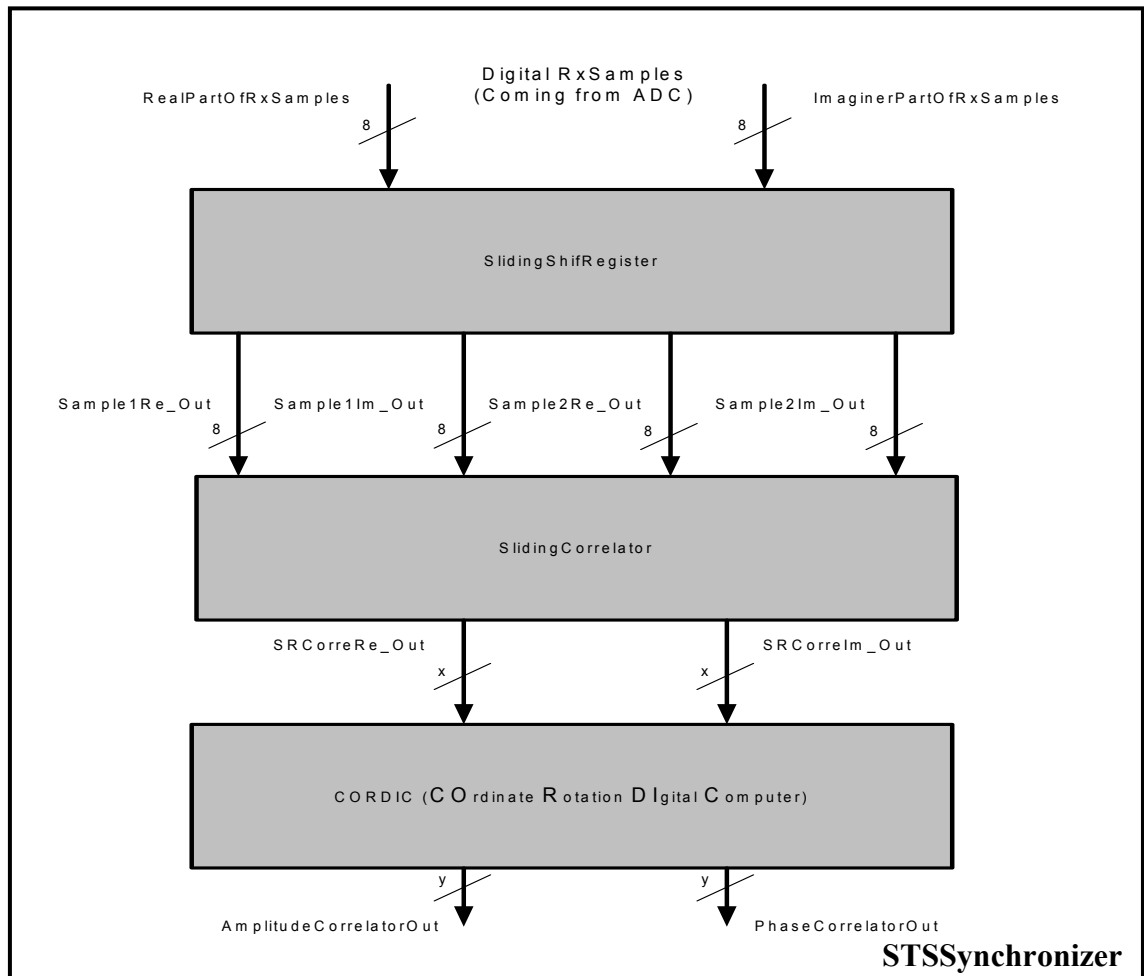 Digital RxSamples
(Coming from ADC)
RealPartOfRxSamples
ImaginerPartOfRxSamples
8
8
SlidingShifRegister
Sample1Re_Out
Sample1Im_Out
Sample2Re_Out
Sample2Im_Out
8
8
8
8
SlidingCorrelator
SRCorreRe_Out
SRCorreIm_Out
x
x
CORDIC (COrdinate Rotation DIgital Computer)
y
y
AmplitudeCorrelatorOut
PhaseCorrelatorOut
STSSynchronizer